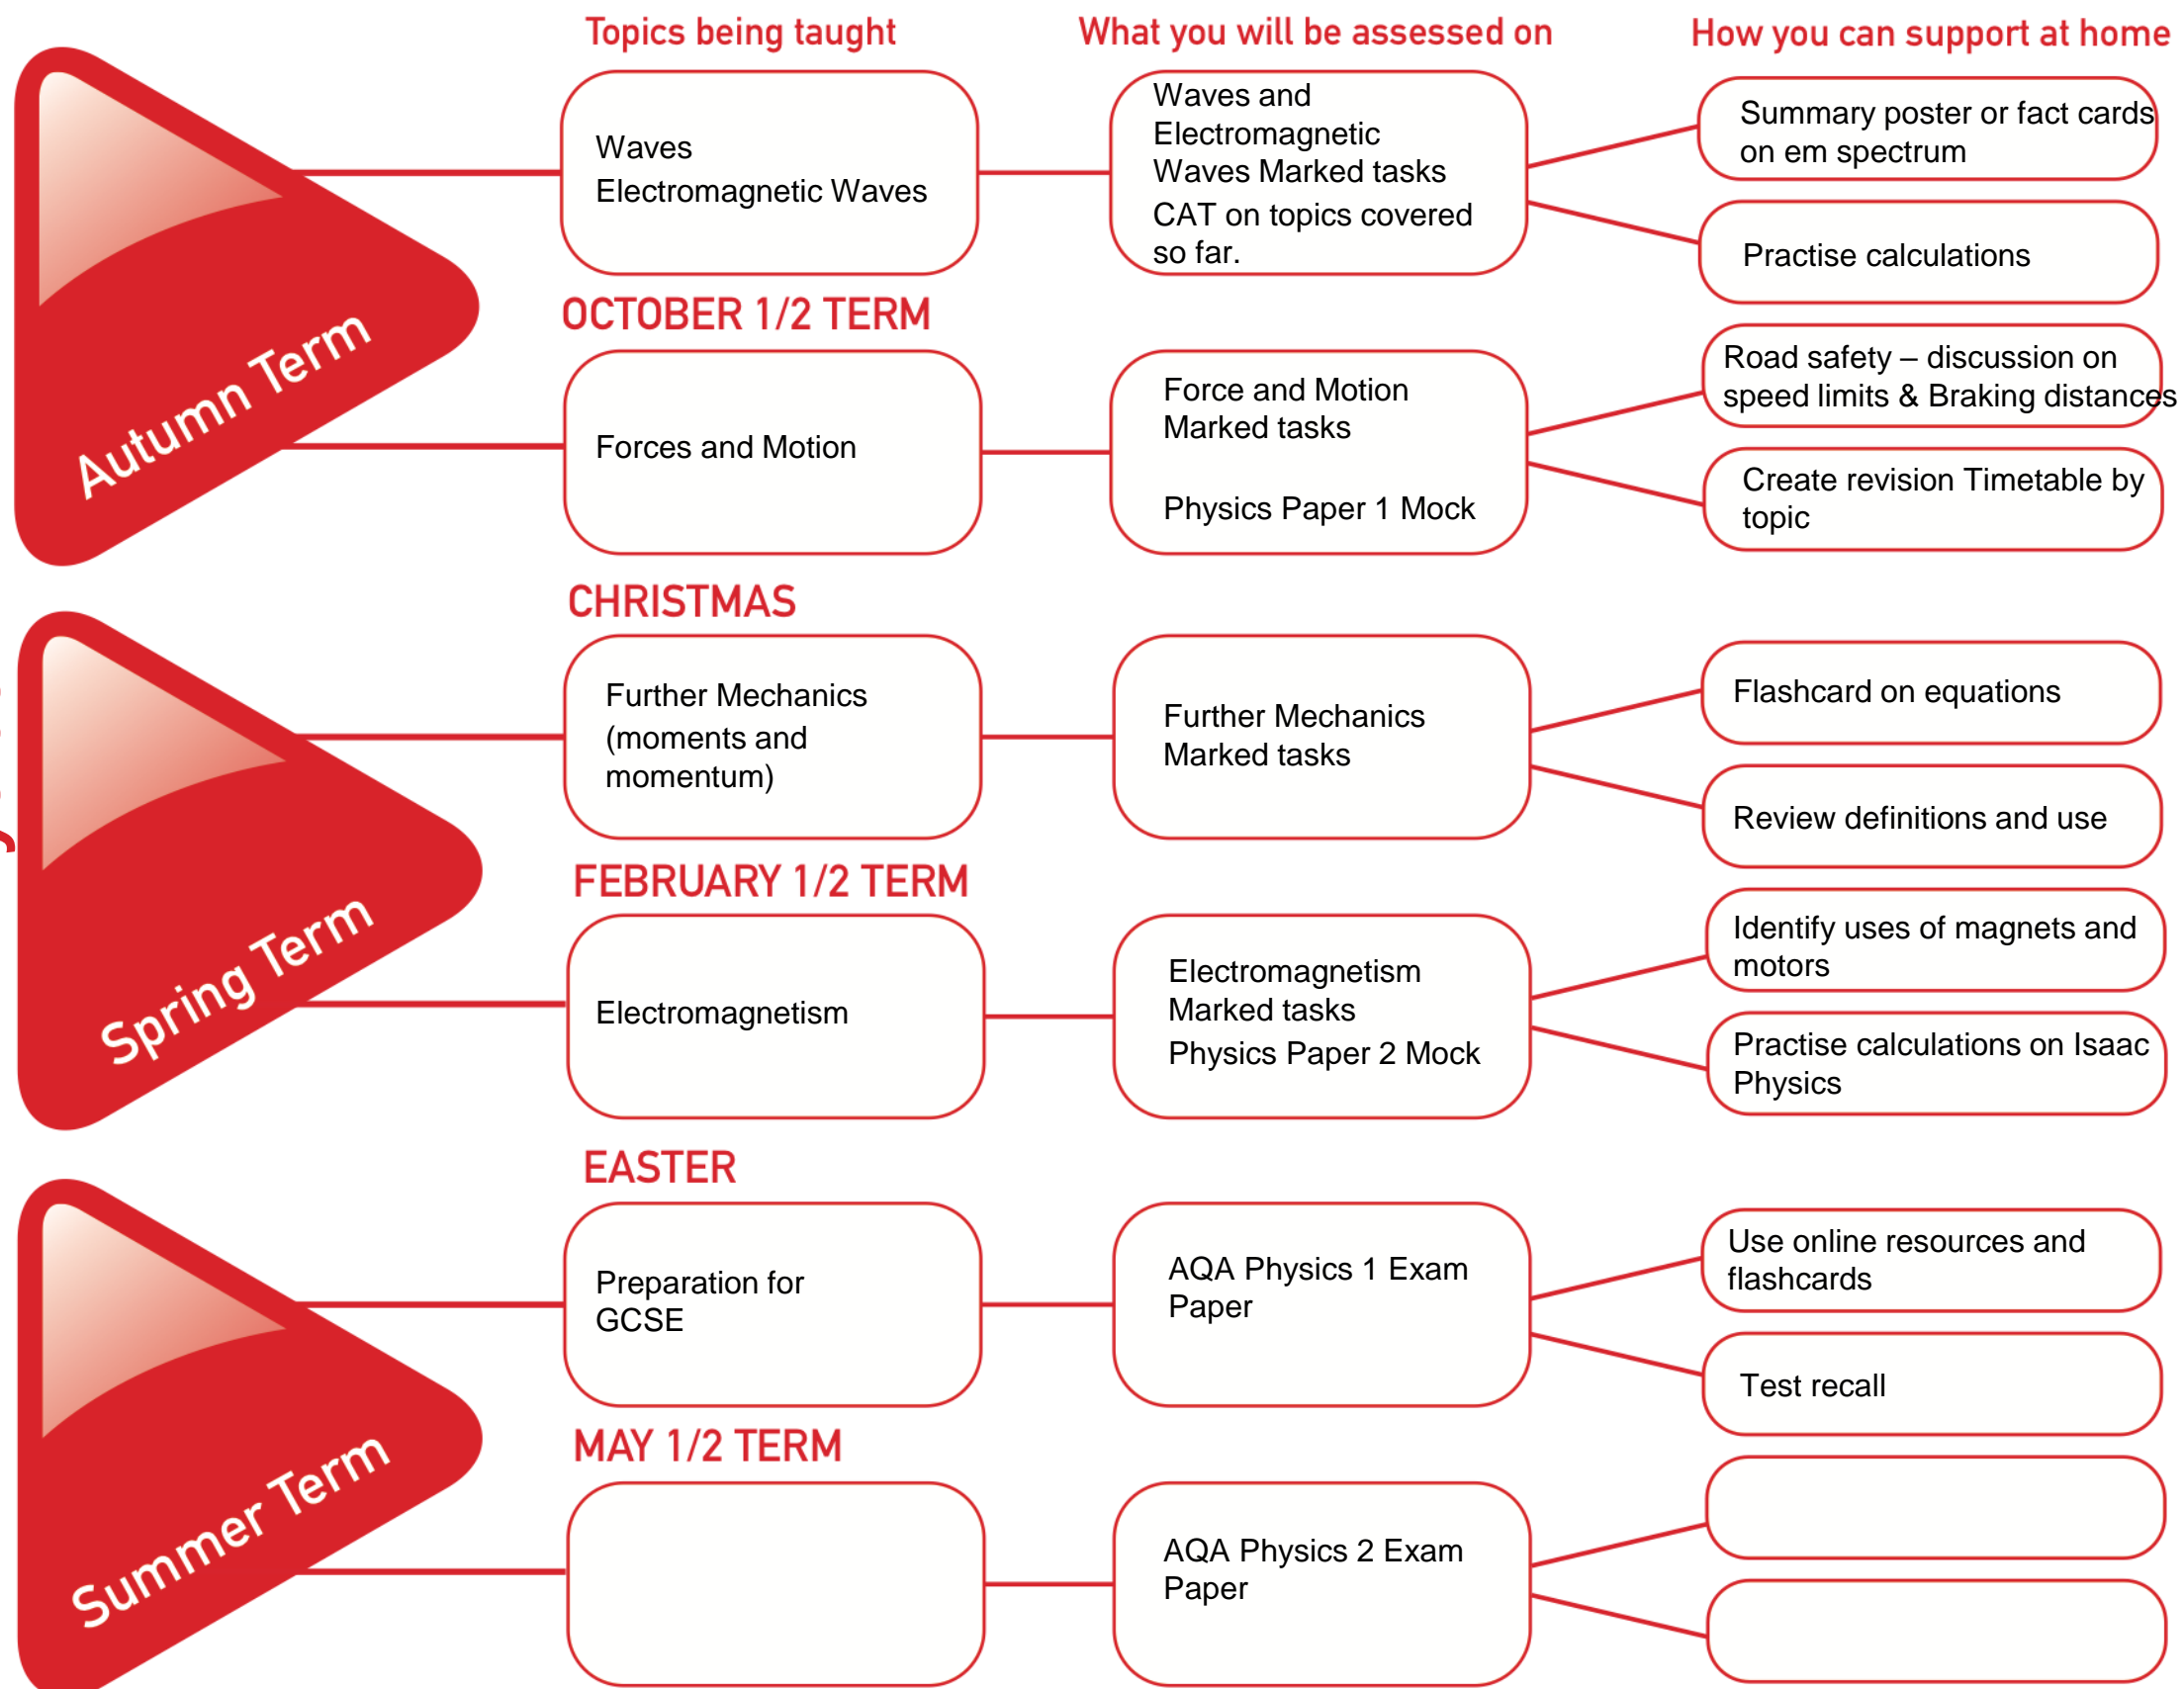 Topics being taught
What you will be assessed on
How you can support at home
Autumn Term
Waves
Electromagnetic Waves
Waves and
Electromagnetic
Waves Marked tasks
CAT on topics covered
so far.
Summary poster or fact cards
on em spectrum
Practise calculations
OCTOBER 1/2 TERM
Forces and Motion
Force and Motion
Marked tasks
Physics Paper 1 Mock
Road safety – discussion on
speed limits & Braking distances
Create revision Timetable by
topic
CHRISTMAS
Spring Term
Further Mechanics
(moments and
momentum)
Further Mechanics
Marked tasks
Flashcard on equations
Review definitions and use
FEBRUARY 1/2 TERM
Electromagnetism
Electromagnetism
Marked tasks
Physics Paper 2 Mock
Identify uses of magnets and
motors
Practise calculations on Isaac
Physics
EASTER
Summer Term
Preparation for
GCSE
AQA Physics 1 Exam
Paper
Use online resources and
flashcards
Test recall
MAY 1/2 TERM
AQA Physics 2 Exam
Paper